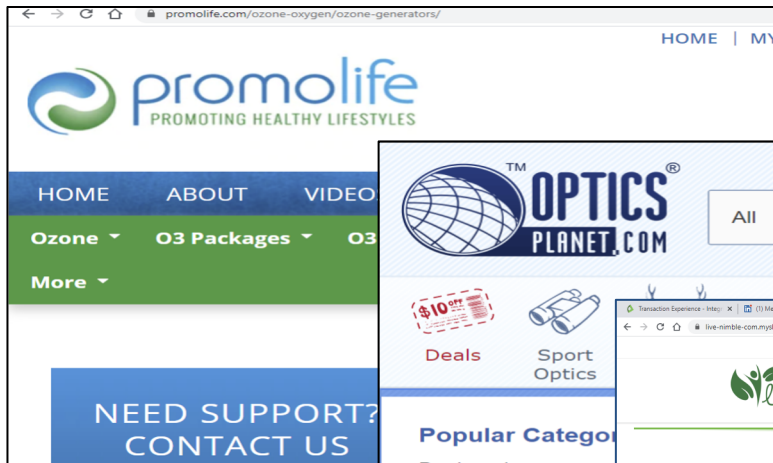 promolife.com/ozone-oxygen/ozone-generators/
HOME | MY
promolife
PROMOTING HEALTHY LIFESTYLES
HOME ABOUT VIDEO
Ozone O3 Packages O3
More
NEED SUPPORT?
CONTACT US
TM OPTICS ®
PLANET.COM
All
$10 OFF
Deals
Sport
Optics
Popular Catego
Transaction Experience - Integ
(1) Me
live-nimble-com.mys